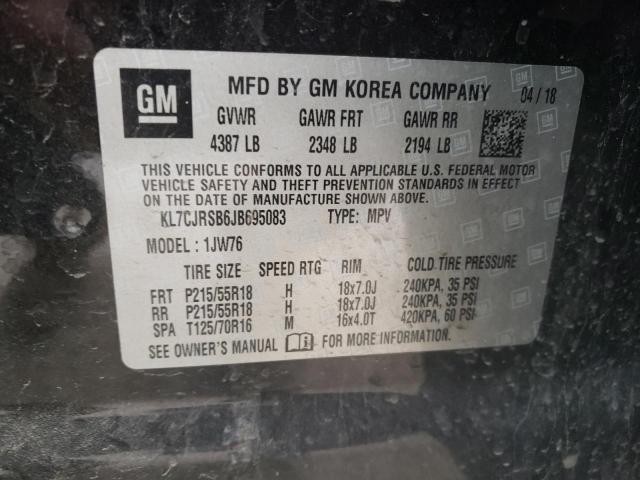 GM MFD BY GM KOREA COMPANY 04/18
GVWR GAWR FRT GAWR RR
4387 LB 2348 LB 2194 LB
THIS VEHICLE CONFORMS TO ALL APPLICABLE U.S. FEDERAL MOTOR
VEHICLE SAFETY AND THEFT PREVENTION STANDARDS IN EFFECT
ON THE DATE OF MANUFACTURE SHOWN ABOVE.
KL7CJRSB6JB695083 TYPE: MPV
MODEL: 1JW76
TIRE SIZE SPEED RTG RIM COLD TIRE PRESSURE
FRT P215/55R18 H 18x7.0J 240KPA, 35 PSI
RR P215/55R18 H 18x7.0J 240KPA, 35 PSI
SPA T125/70R16 M 16x4.0T 420KPA, 60 PSI
SEE OWNER'S MANUAL FOR MORE INFORMATION.